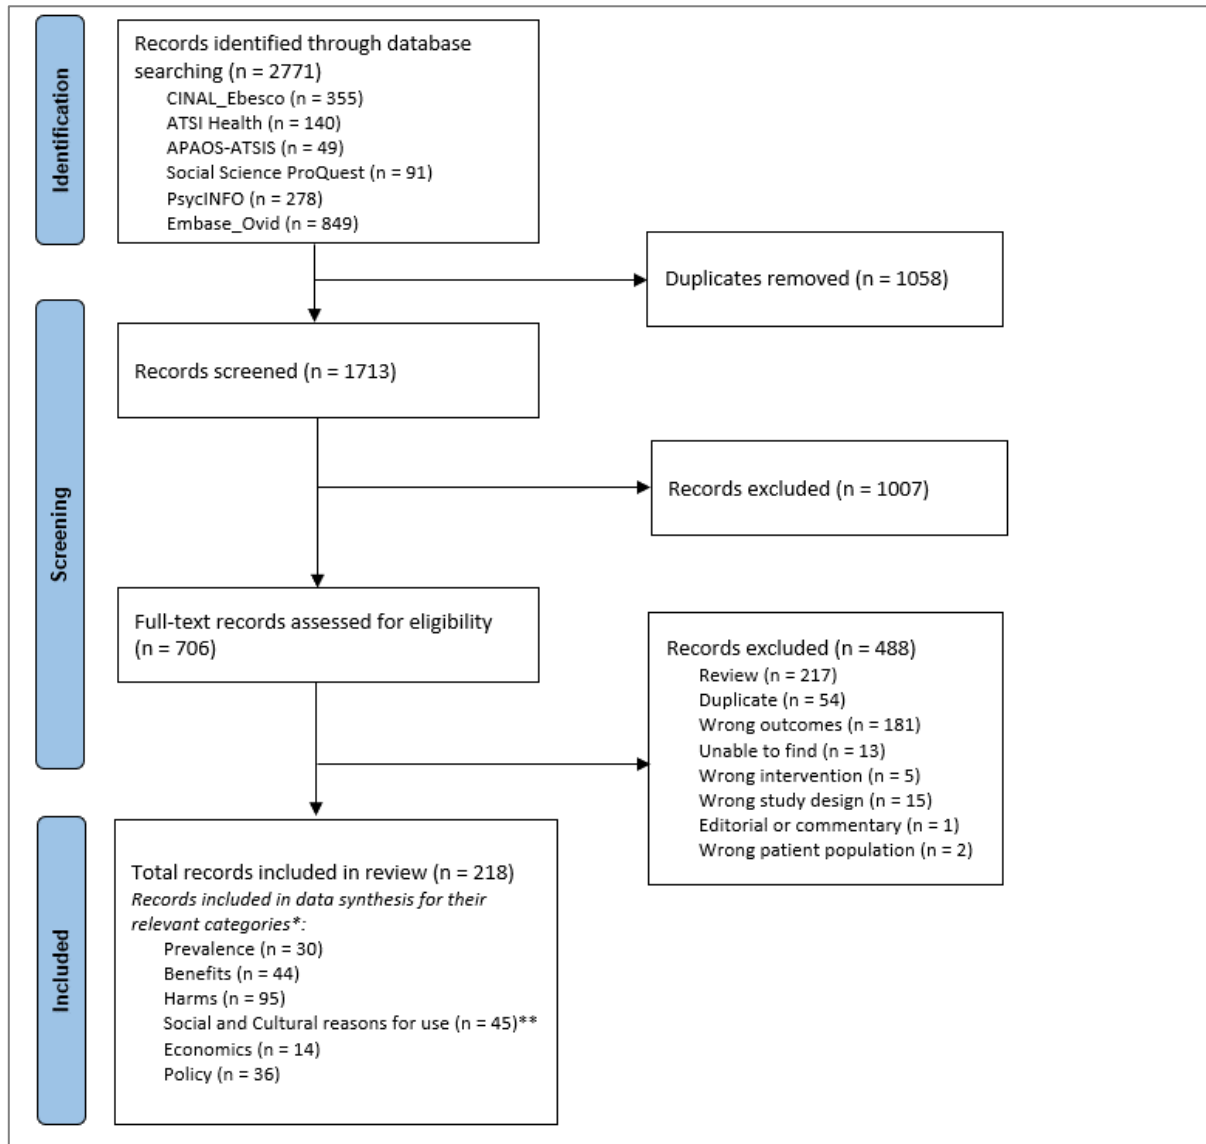 Identification
Records identified through database
searching (n = 2771)
CINAL_Ebesco (n = 355)
ATSI Health (n = 140)
APAOS-ATSIS (n = 49)
Social Science ProQuest (n = 91)
PsycINFO (n = 278)
Embase_Ovid (n = 849)
Duplicates removed (n = 1058)
Screening
Records screened (n = 1713)
Records excluded (n = 1007)
Full-text records assessed for eligibility
(n = 706)
Records excluded (n = 488)
Review (n = 217)
Duplicate (n = 54)
Wrong outcomes (n = 181)
Unable to find (n = 13)
Wrong intervention (n = 5)
Wrong study design (n = 15)
Editorial or commentary (n = 1)
Wrong patient population (n = 2)
Included
Total records included in review (n = 218)
Records included in data synthesis for their
relevant categories*:
Prevalence (n = 30)
Benefits (n = 44)
Harms (n = 95)
Social and Cultural reasons for use (n = 45)**
Economics (n = 14)
Policy (n = 36)